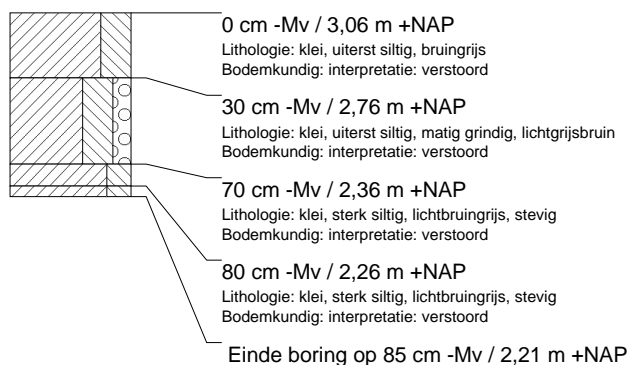 0 cm -Mv / 3,06 m +NAP
Lithologie: klei, uiterst siltig, bruingrijs
Bodemkundig: interpretatie: verstoord
30 cm -Mv / 2,76 m +NAP
Lithologie: klei, uiterst siltig, matig grindig, lichtgrijsbruin
Bodemkundig: interpretatie: verstoord
70 cm -Mv / 2,36 m +NAP
Lithologie: klei, sterk siltig, lichtbruingrijs, stevig
Bodemkundig: interpretatie: verstoord
80 cm -Mv / 2,26 m +NAP
Lithologie: klei, sterk siltig, lichtbruingrijs, stevig
Bodemkundig: interpretatie: verstoord
Einde boring op 85 cm -Mv / 2,21 m +NAP